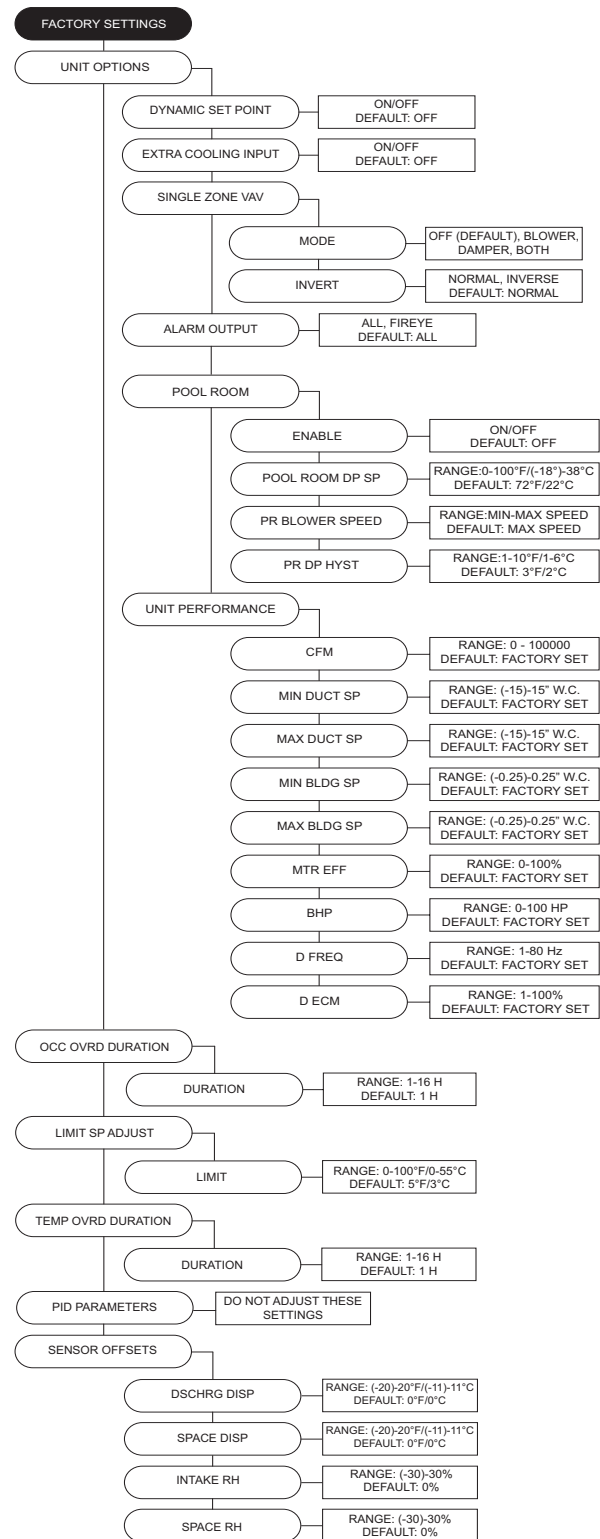 FACTORY SETTINGS
UNIT OPTIONS
DYNAMIC SET POINT
ON/OFF
DEFAULT: OFF
EXTRA COOLING INPUT
ON/OFF
DEFAULT: OFF
SINGLE ZONE VAV
MODE
OFF (DEFAULT), BLOWER,
DAMPER, BOTH
INVERT
NORMAL, INVERSE
DEFAULT: NORMAL
ALARM OUTPUT
ALL, FIREYE
DEFAULT: ALL
POOL ROOM
ENABLE
ON/OFF
DEFAULT: OFF
POOL ROOM DP SP
RANGE:0-100°F/(-18°)-38°C
DEFAULT: 72°F/22°C
PR BLOWER SPEED
RANGE:MIN-MAX SPEED
DEFAULT: MAX SPEED
PR DP HYST
RANGE:1-10°F/1-6°C
DEFAULT: 3°F/2°C
UNIT PERFORMANCE
CFM
RANGE: 0 - 100000
DEFAULT: FACTORY SET
MIN DUCT SP
RANGE: (-15)-15” W.C.
DEFAULT: FACTORY SET
MAX DUCT SP
RANGE: (-15)-15” W.C.
DEFAULT: FACTORY SET
MIN BLDG SP
RANGE: (-0.25)-0.25” W.C.
DEFAULT: FACTORY SET
MAX BLDG SP
RANGE: (-0.25)-0.25” W.C.
DEFAULT: FACTORY SET
MTR EFF
RANGE: 0-100%
DEFAULT: FACTORY SET
BHP
RANGE: 0-100 HP
DEFAULT: FACTORY SET
D FREQ
RANGE: 1-80 Hz
DEFAULT: FACTORY SET
D ECM
RANGE: 1-100%
DEFAULT: FACTORY SET
OCC OVRD DURATION
DURATION
RANGE: 1-16 H
DEFAULT: 1 H
LIMIT SP ADJUST
LIMIT
RANGE: 0-100°F/0-55°C
DEFAULT: 5°F/3°C
TEMP OVRD DURATION
DURATION
RANGE: 1-16 H
DEFAULT: 1 H
PID PARAMETERS
DO NOT ADJUST THESE
SETTINGS
SENSOR OFFSETS
DSCHRG DISP
RANGE: (-20)-20°F/(-11)-11°C
DEFAULT: 0°F/0°C
SPACE DISP
RANGE: (-20)-20°F/(-11)-11°C
DEFAULT: 0°F/0°C
INTAKE RH
RANGE: (-30)-30%
DEFAULT: 0%
SPACE RH
RANGE: (-30)-30%
DEFAULT: 0%